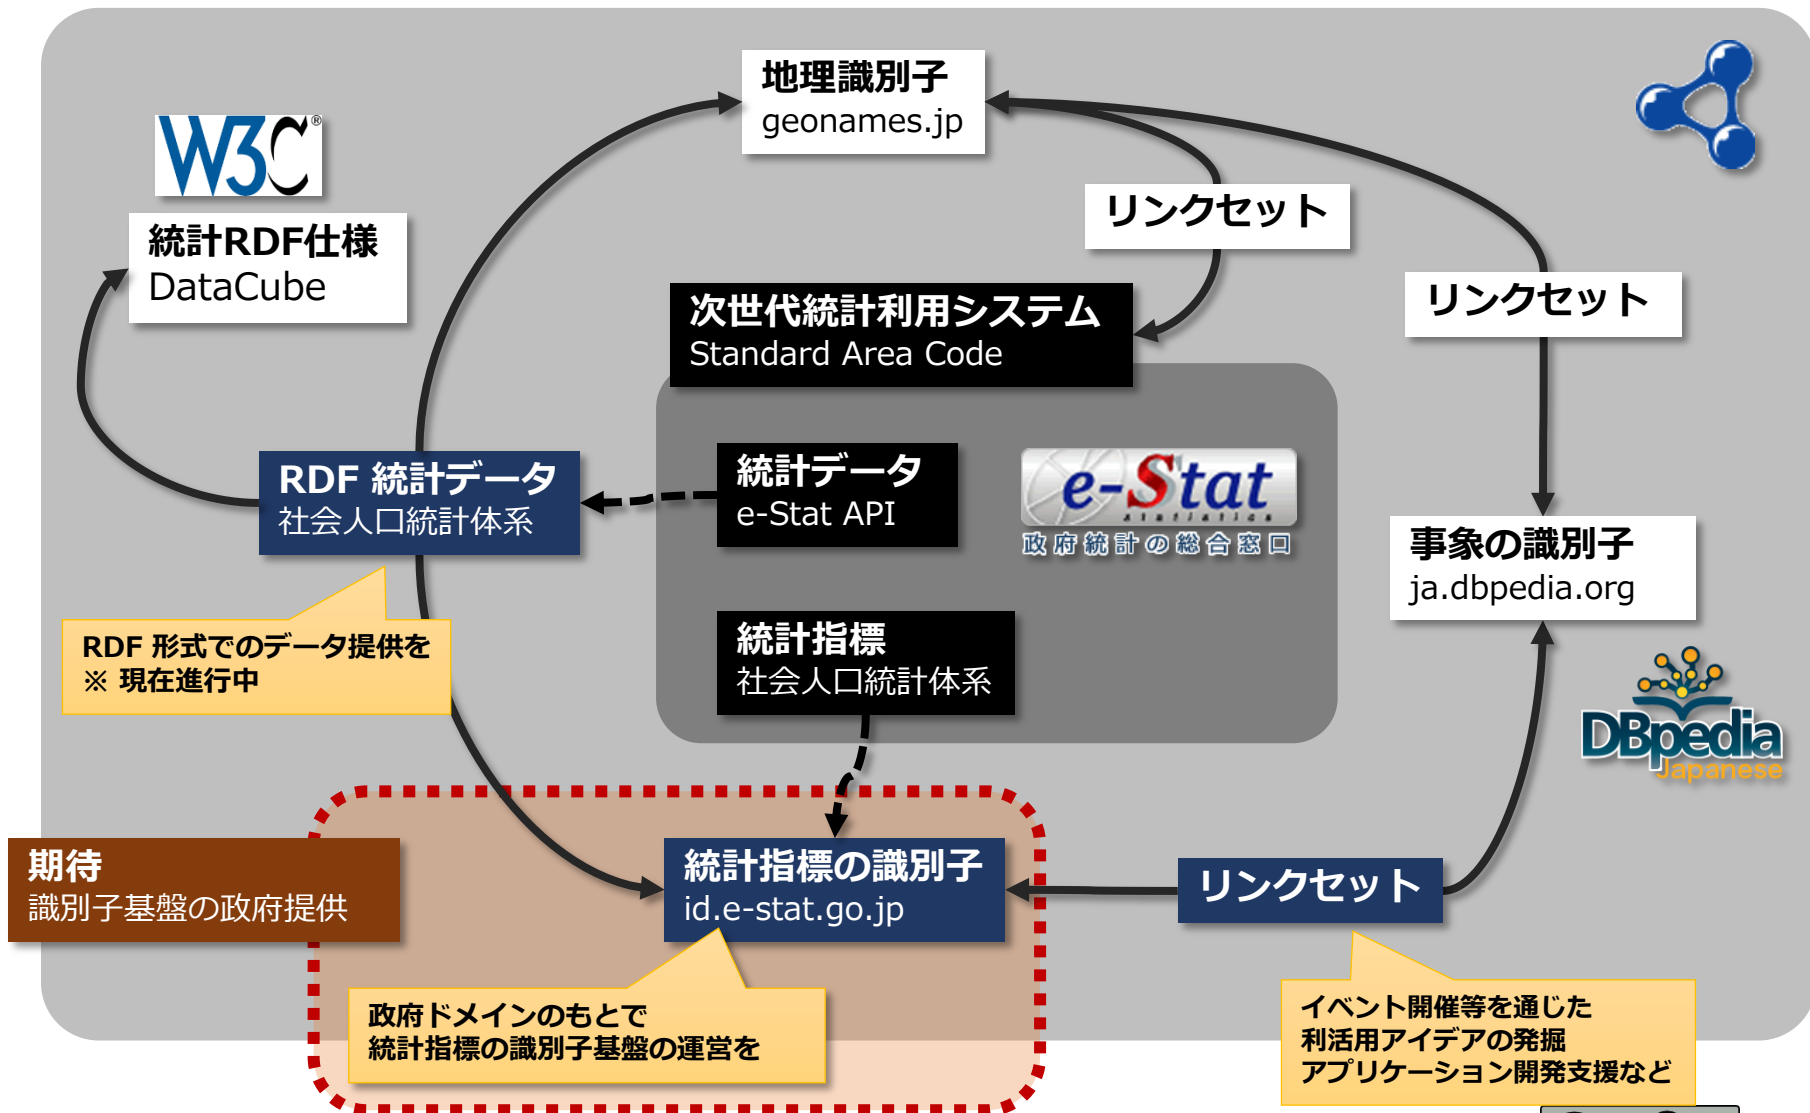 地理識別子
geonames.jp
W3C®
統計RDF仕様
DataCube
リンクセット
リンクセット
次世代統計利用システム
Standard Area Code
RDF 統計データ
社会人口統計体系
統計データ
e-Stat API
e-Stat
statistics
政府統計の総合窓口
事象の識別子
ja.dbpedia.org
RDF 形式でのデータ提供を
※ 現在進行中
統計指標
社会人口統計体系
DBpedia
Japanese
期待
識別子基盤の政府提供
統計指標の識別子
id.e-stat.go.jp
リンクセット
政府ドメインのもとで
統計指標の識別子基盤の運営を
イベント開催等を通じた
利活用アイデアの発掘
アプリケーション開発支援など